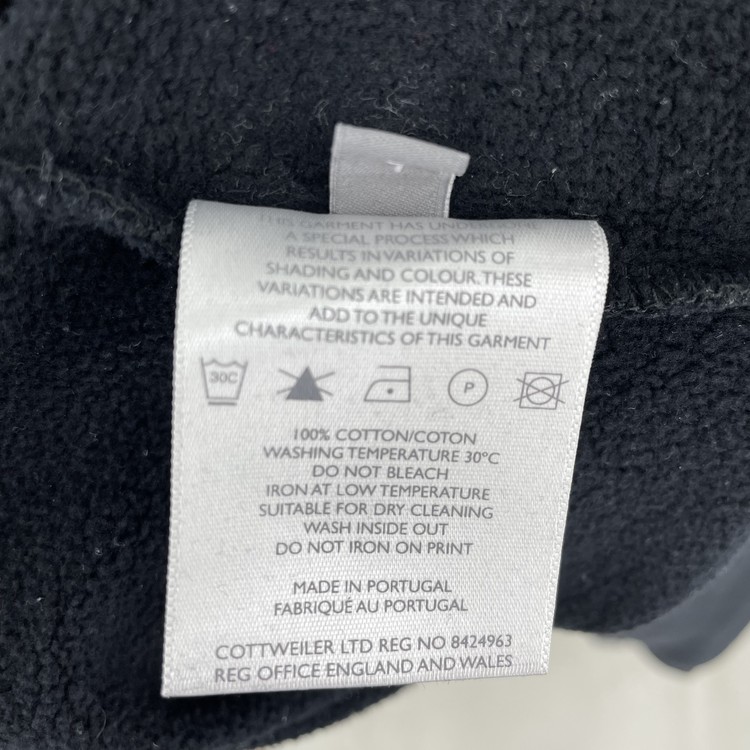 THIS GARMENT HAS UNDERGONE
A SPECIAL PROCESS WHICH
RESULTS IN VARIATIONS OF
SHADING AND COLOUR. THESE
VARIATIONS ARE INTENDED AND
ADD TO THE UNIQUE
CHARACTERISTICS OF THIS GARMENT
30C
P
100% COTTON/COTON
WASHING TEMPERATURE 30°C
DO NOT BLEACH
IRON AT LOW TEMPERATURE
SUITABLE FOR DRY CLEANING
WASH INSIDE OUT
DO NOT IRON ON PRINT
MADE IN PORTUGAL
FABRIQUÉ AU PORTUGAL
COTTWEILER LTD REG NO 8424963
REG OFFICE ENGLAND AND WALES